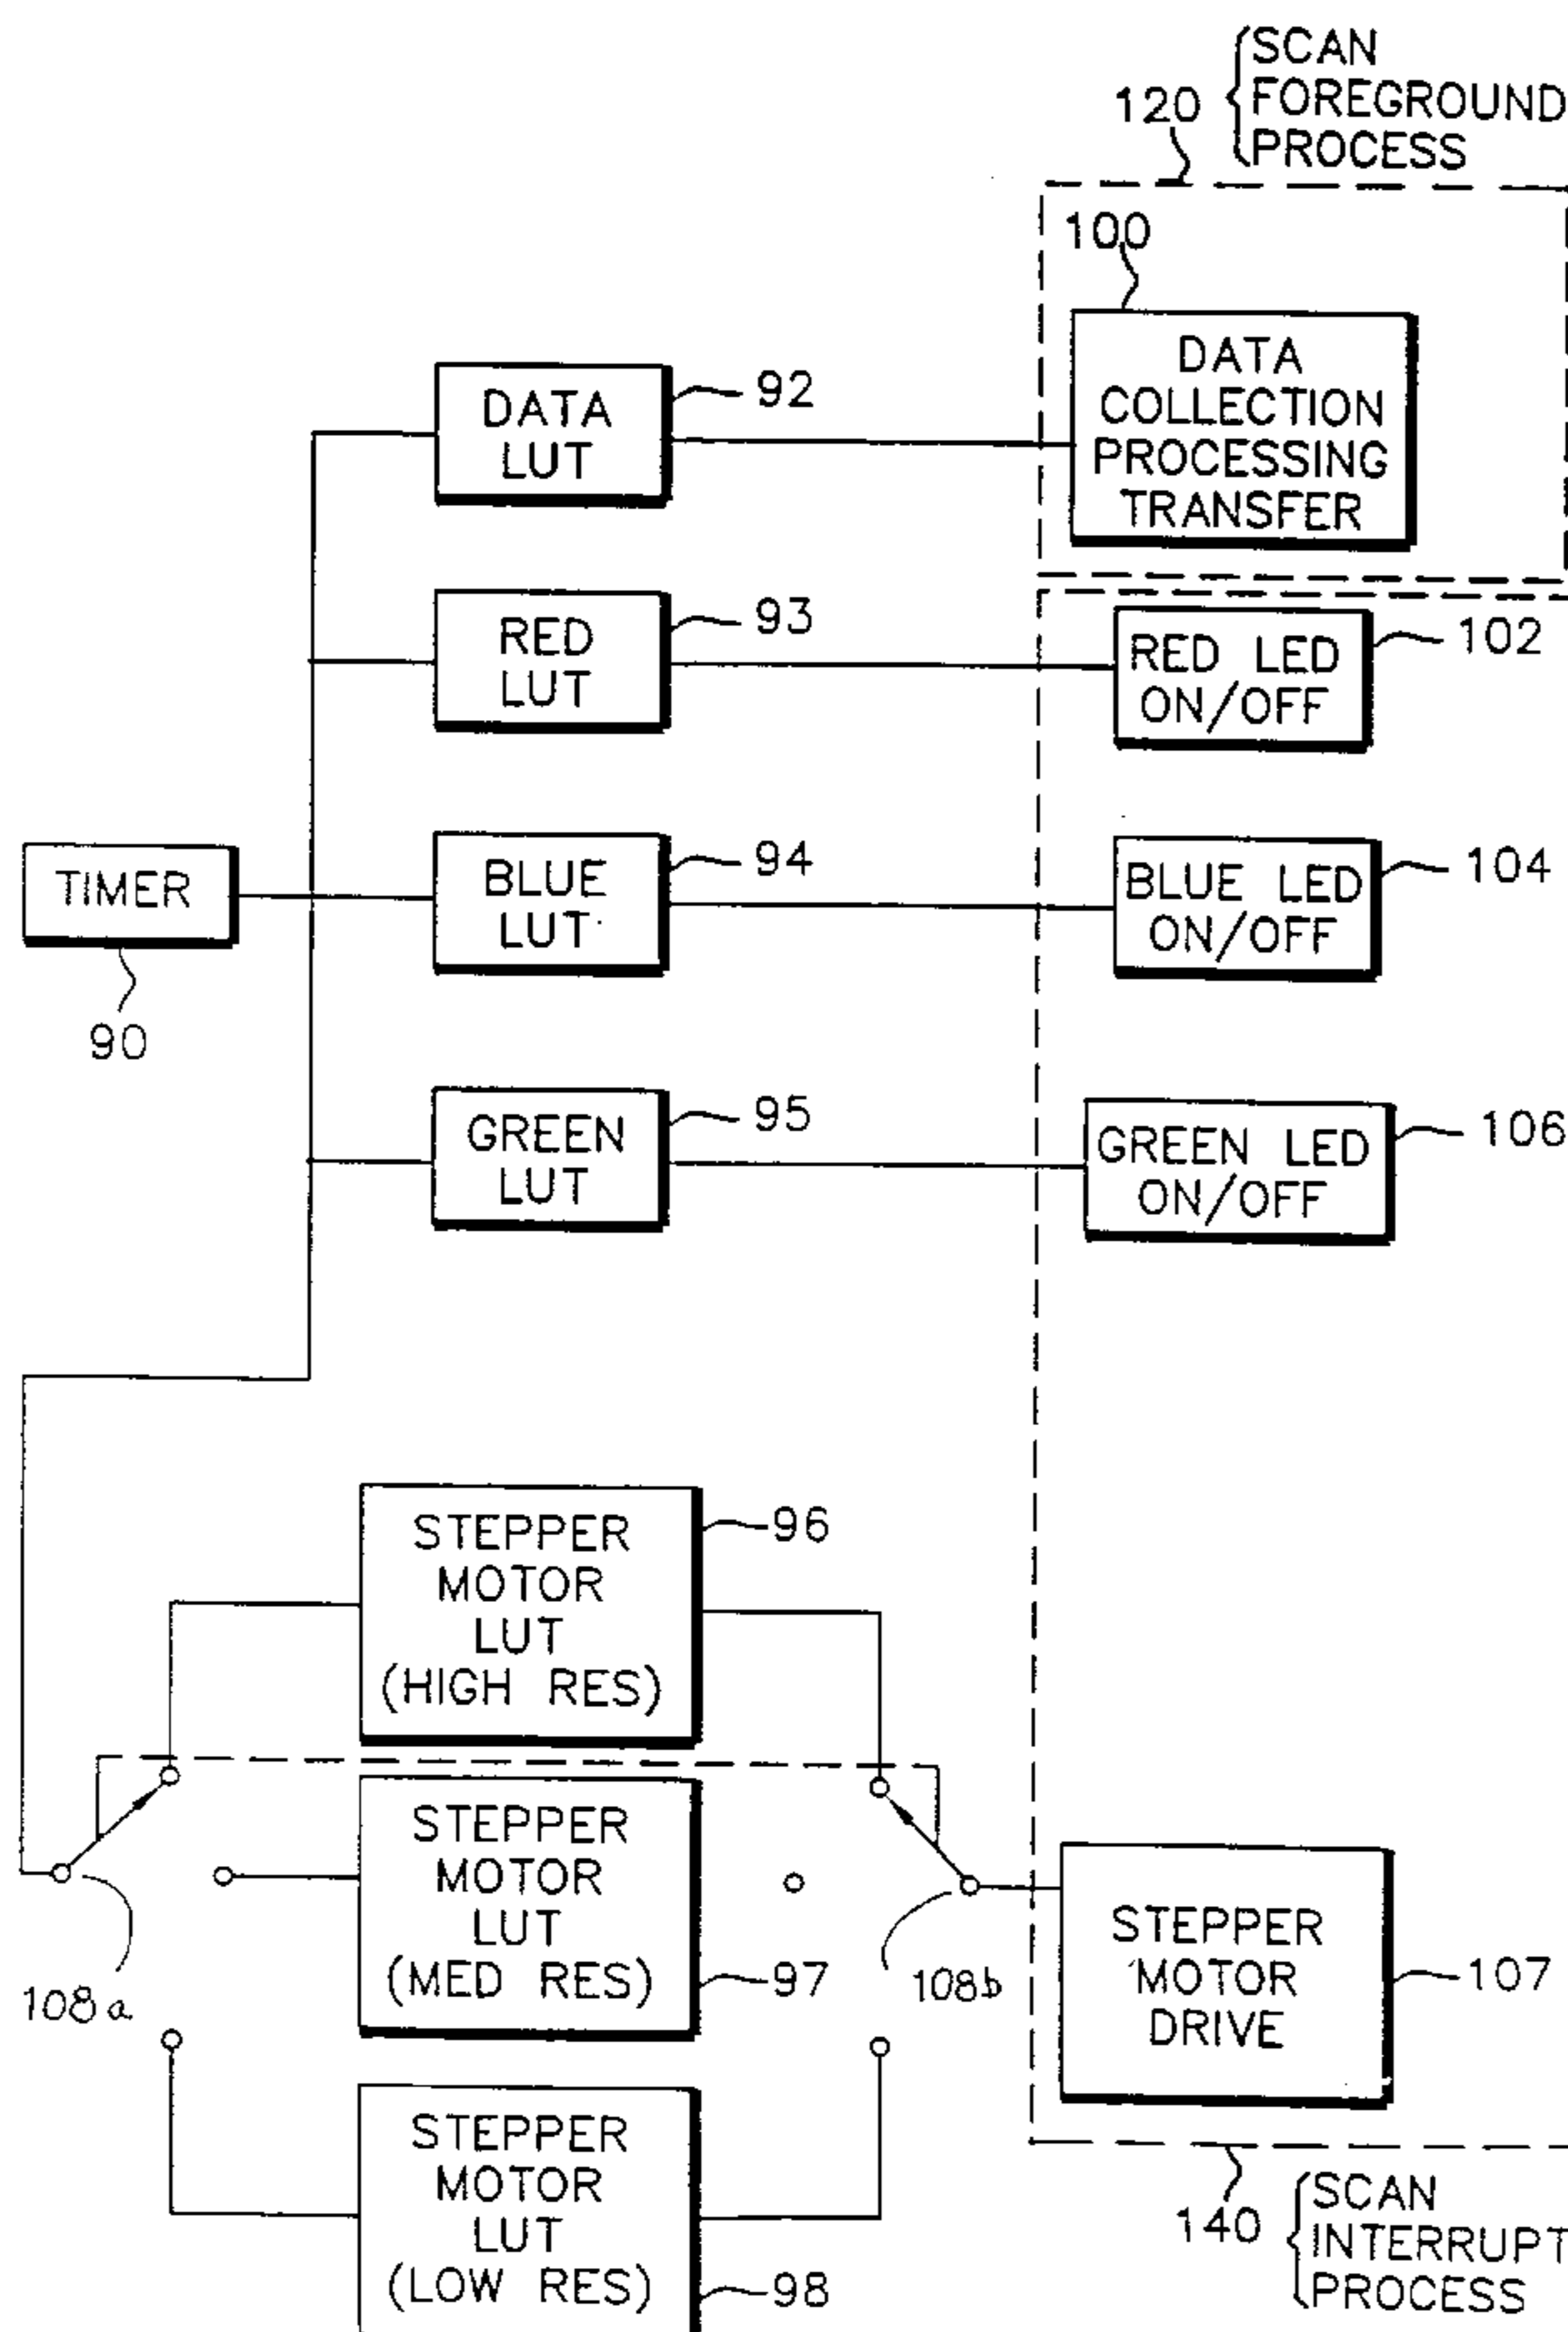 SCAN
120 FOREGROUND
PROCESS
100
DATA
COLLECTION
PROCESSING
TRANSFER
DATA
LUT
92
RED
LUT
93
RED LED
ON/OFF
102
TIMER
90
BLUE
LUT
94
BLUE LED
ON/OFF
104
GREEN
LUT
95
GREEN LED
ON/OFF
106
STEPPER
MOTOR
LUT
(HIGH RES)
96
108a
STEPPER
MOTOR
LUT
(MED RES)
97
108b
STEPPER
MOTOR
DRIVE
107
STEPPER
MOTOR
LUT
(LOW RES)
98
SCAN
140 INTERRUPT
PROCESS